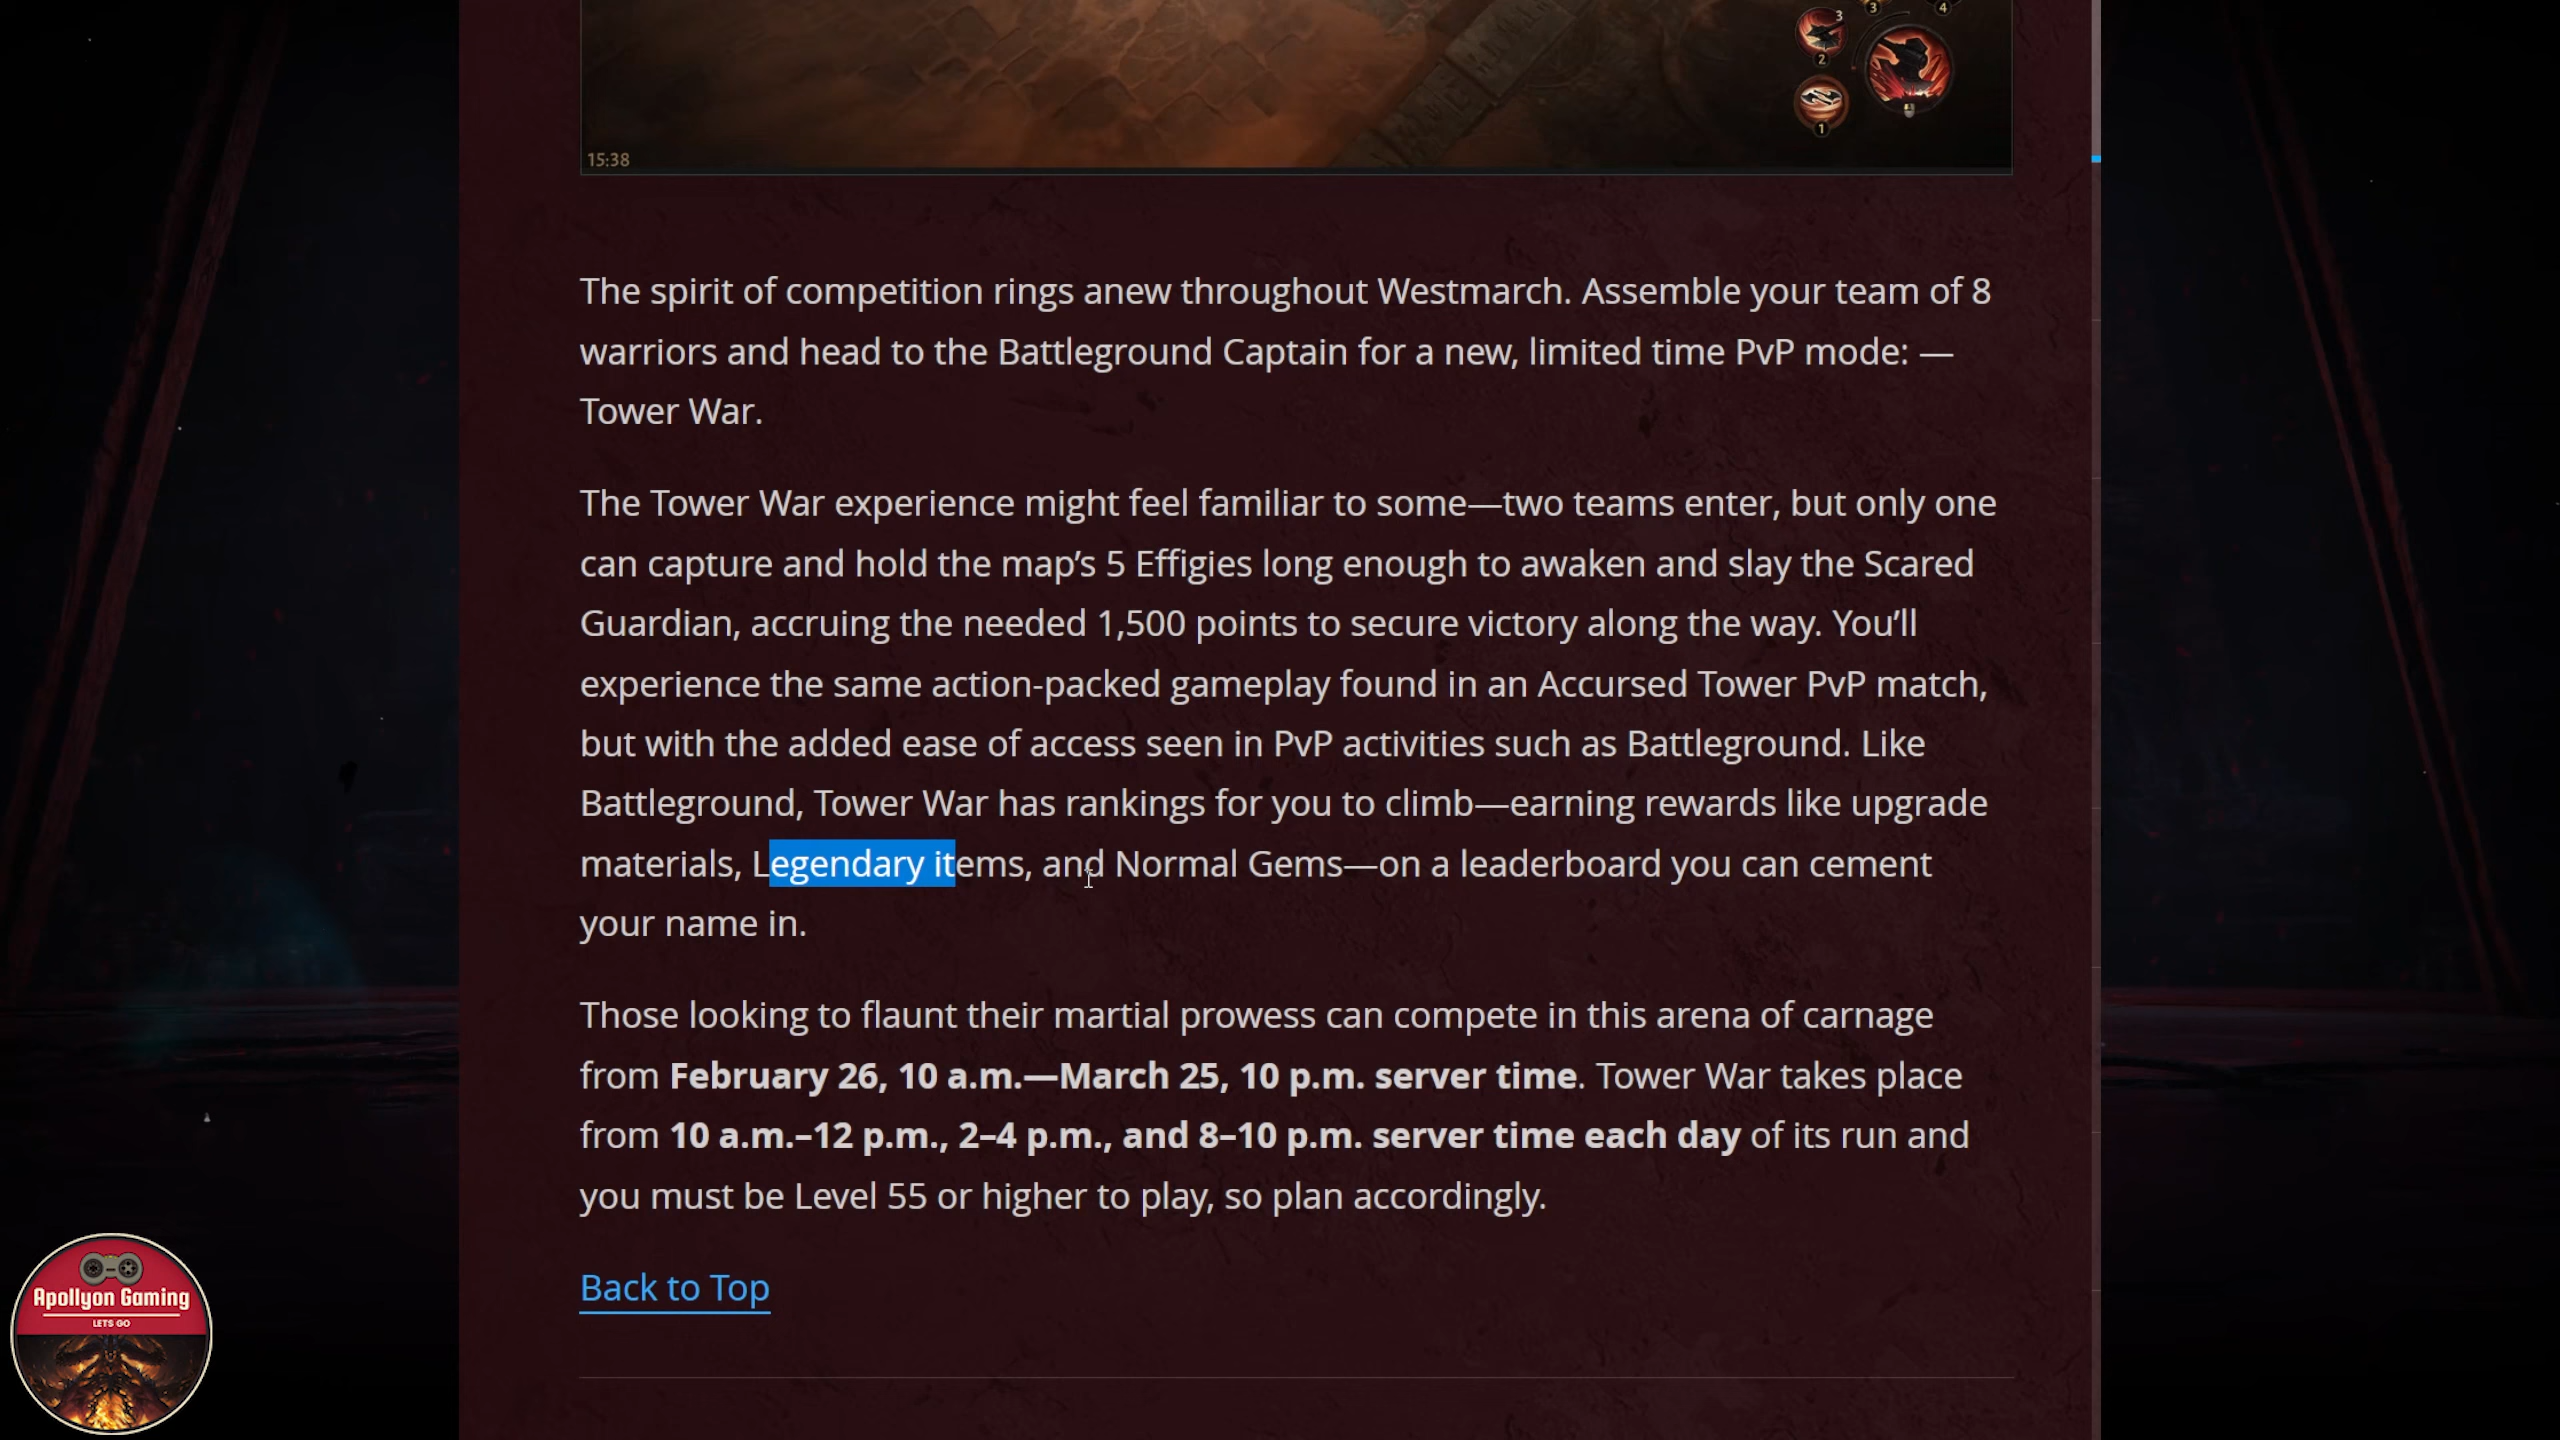 3
4
3
2
1
15:38
The spirit of competition rings anew throughout Westmarch. Assemble your team of 8
warriors and head to the Battleground Captain for a new, limited time PvP mode: —
Tower War.
The Tower War experience might feel familiar to some—two teams enter, but only one
can capture and hold the map’s 5 Effigies long enough to awaken and slay the Scared
Guardian, accruing the needed 1,500 points to secure victory along the way. You’ll
experience the same action-packed gameplay found in an Accursed Tower PvP match,
but with the added ease of access seen in PvP activities such as Battleground. Like
Battleground, Tower War has rankings for you to climb—earning rewards like upgrade
materials, Legendary items, and Normal Gems—on a leaderboard you can cement
your name in.
Those looking to flaunt their martial prowess can compete in this arena of carnage
from February 26, 10 a.m.—March 25, 10 p.m. server time. Tower War takes place
from 10 a.m.–12 p.m., 2–4 p.m., and 8–10 p.m. server time each day of its run and
you must be Level 55 or higher to play, so plan accordingly.
Back to Top
Apollyon Gaming
LETS GO